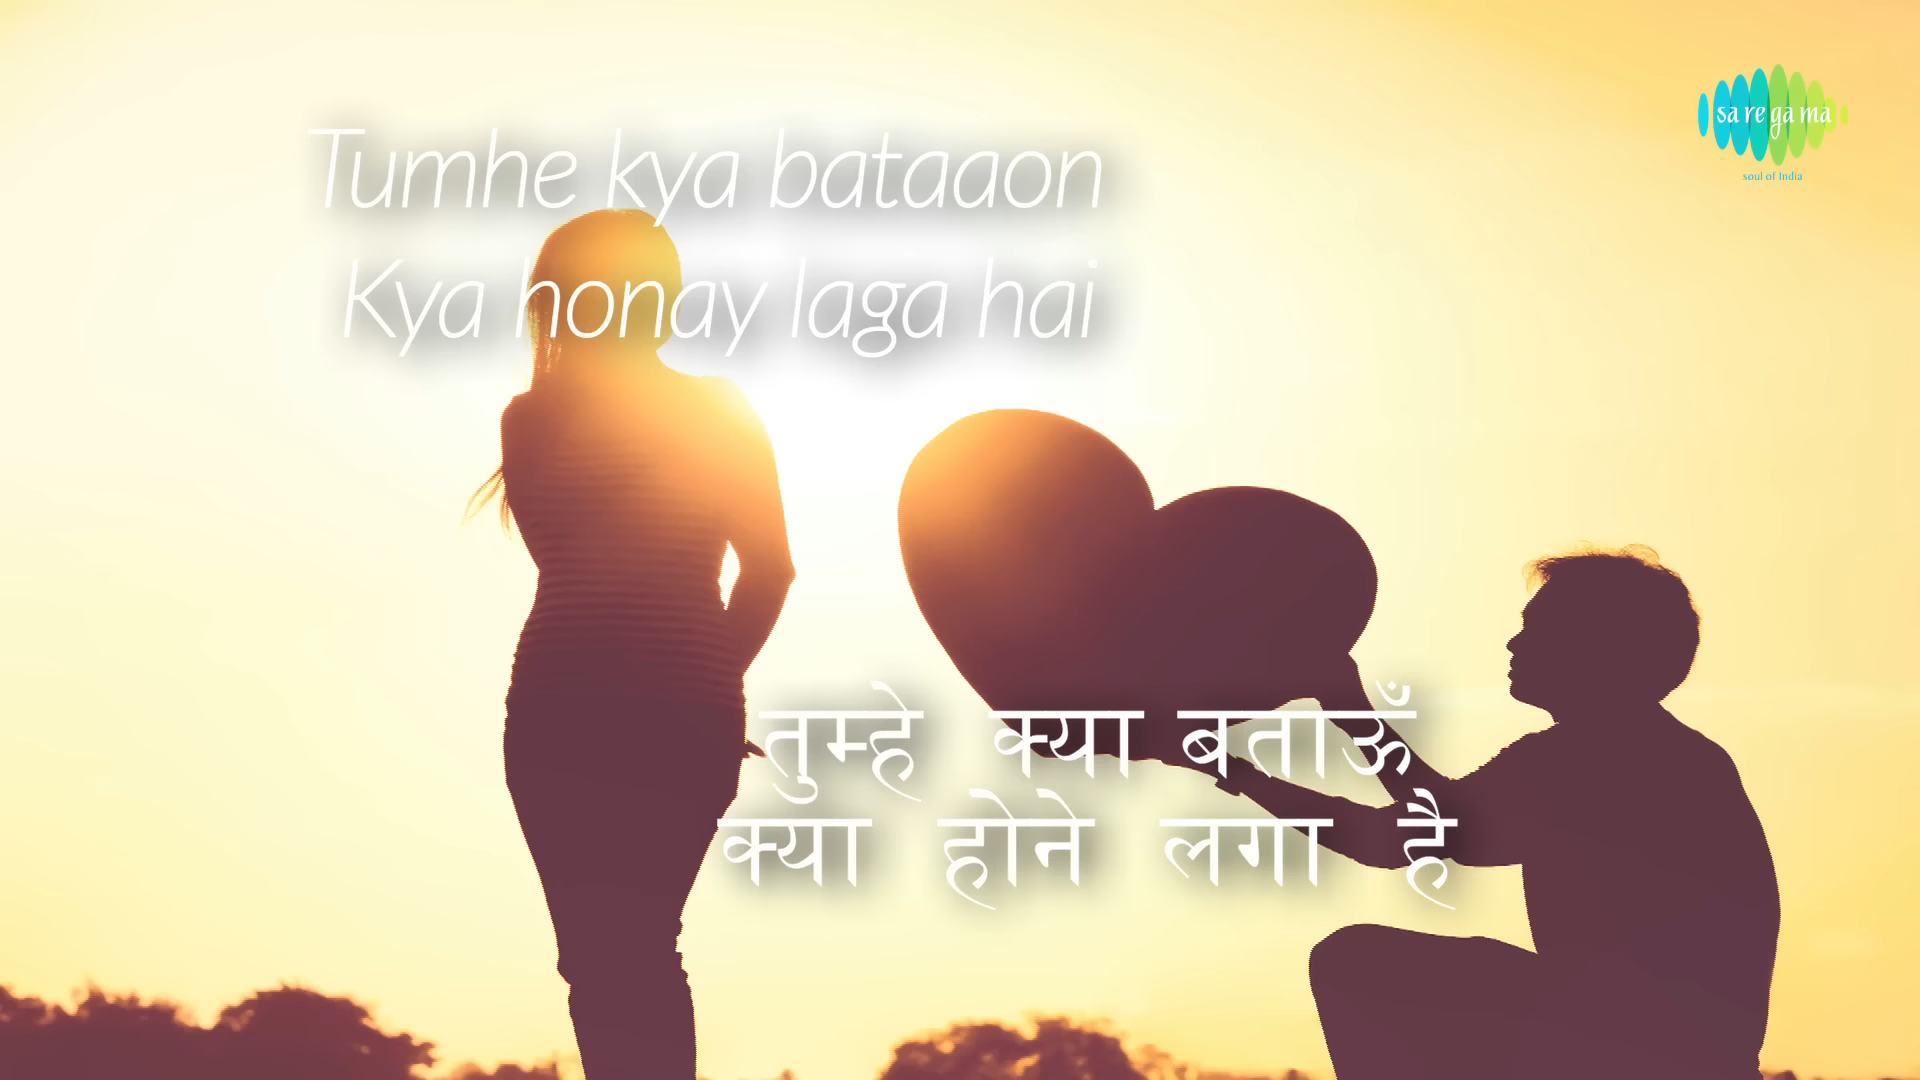 sa re ga ma
soul of India
Tumhe kya bataaon
Kya honay laga hai
तुम्हे क्या बताऊँ
क्या होने लगा है